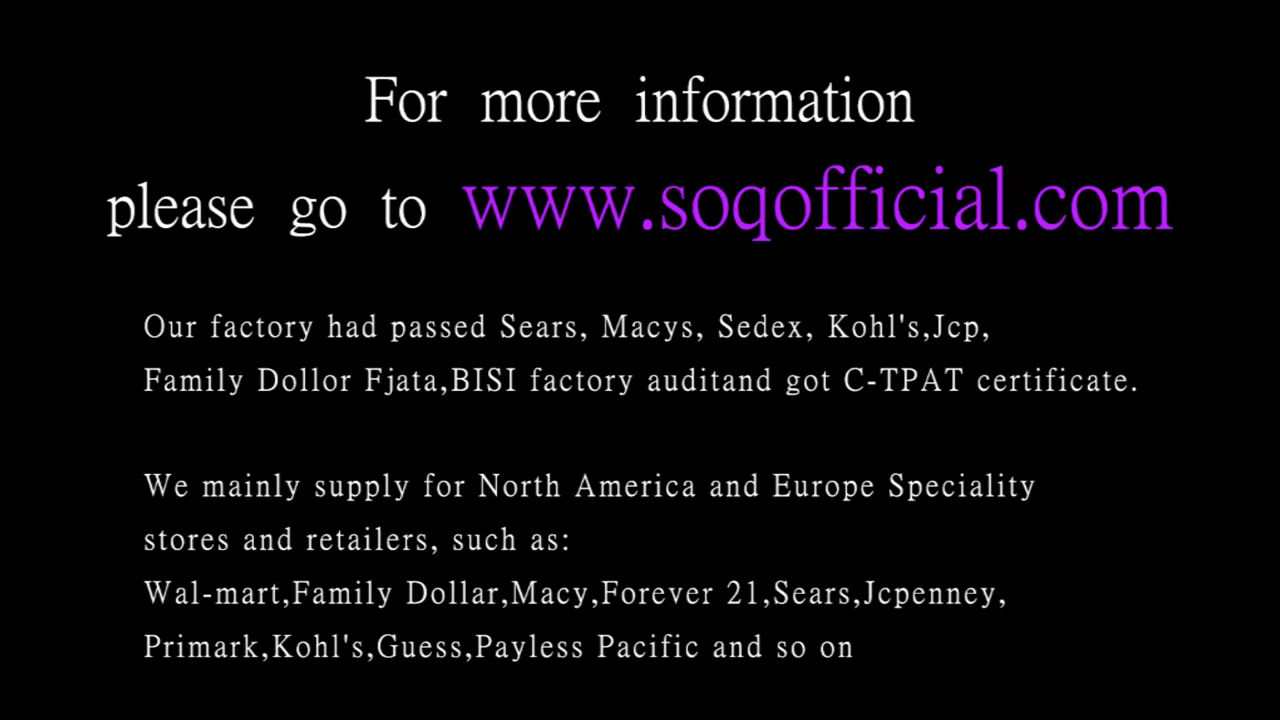 For more information
please go to www.soqofficial.com
Our factory had passed Sears, Macys, Sedex, Kohl's,Jcp,
Family Dollor Fjata,BISI factory auditand got C-TPAT certificate.
We mainly supply for North America and Europe Speciality
stores and retailers, such as:
Wal-mart,Family Dollar,Macy,Forever 21,Sears,Jcpenney,
Primark,Kohl's,Guess,Payless Pacific and so on